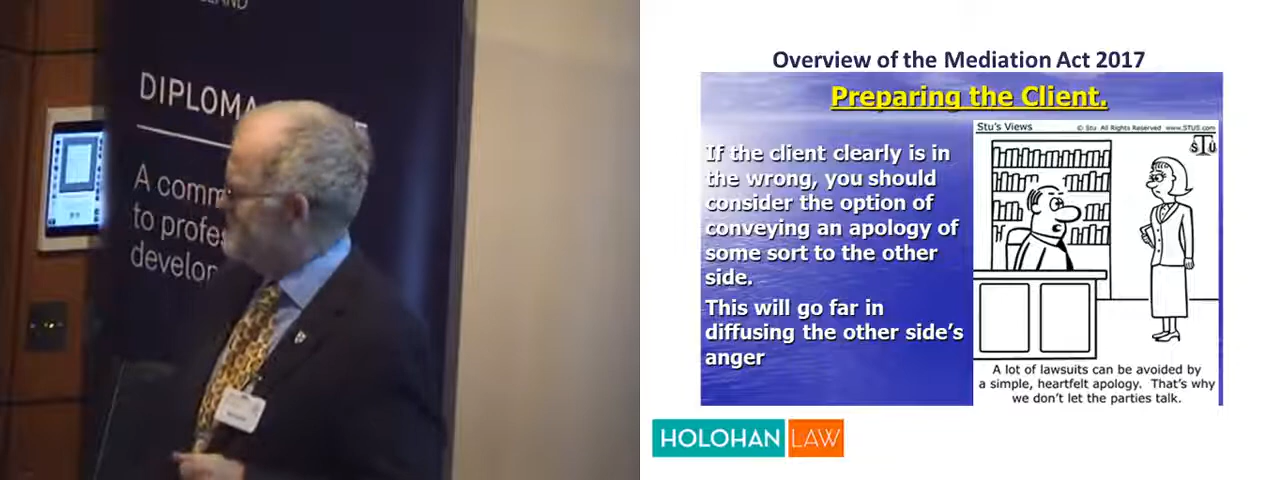 DIPLOMA
A comm
to profes
develop
Overview of the Mediation Act 2017
Preparing the Client.
If the client clearly is in
the wrong, you should
consider the option of
conveying an apology of
some sort to the other
side.
This will go far in
diffusing the other side's
anger
Stu's Views
© Stu All Rights Reserved www.STUS.com
STU
A lot of lawsuits can be avoided by
a simple, heartfelt apology. That's why
we don't let the parties talk.
HOLOHAN LAW